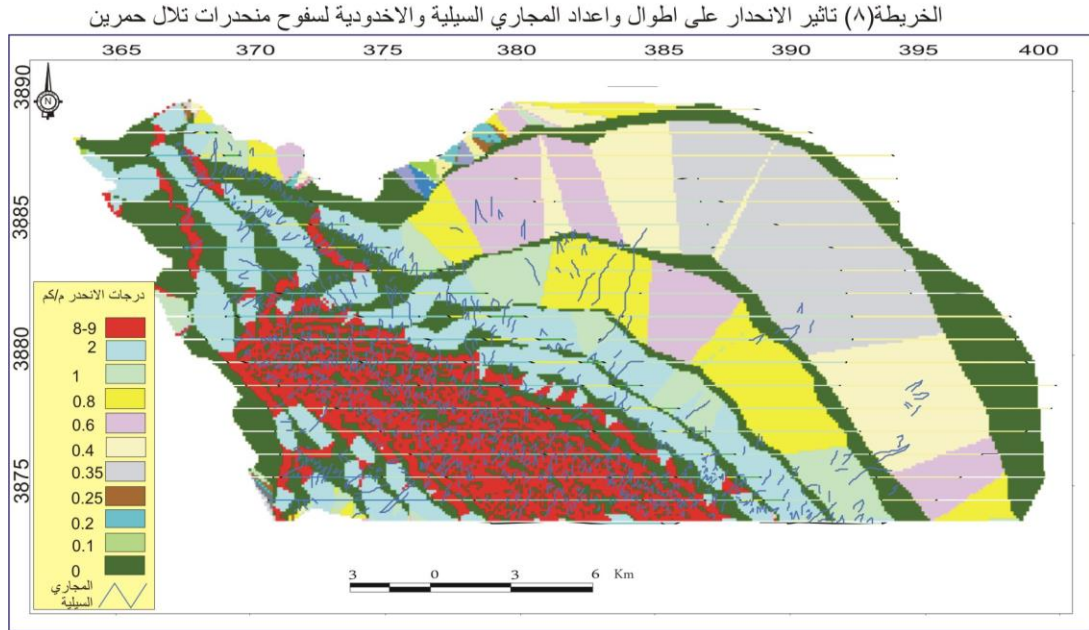 الخريطة(٨) تاثير الانحدار على اطوال واعداد المجاري السيلية والاخدودية لسفوح منحدرات تلال حمرين
365 370 375 380 385 390 395 400
3890
3885
3880
3875
N
درجات الانحدر م/كم
8-9
2
1
0.8
0.6
0.4
0.35
0.25
0.2
0.1
0
المجاري
السيلية
3 0 3 6 Km